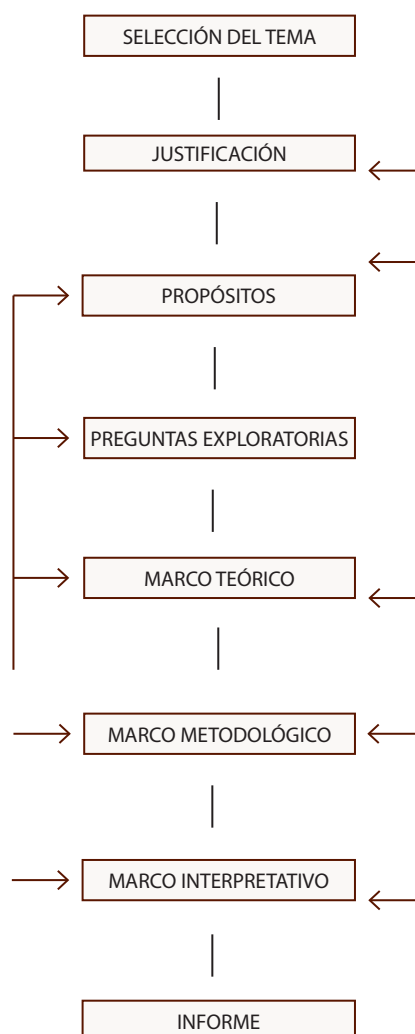 SELECCIÓN DEL TEMA
JUSTIFICACIÓN
PROPÓSITOS
PREGUNTAS EXPLORATORIAS
MARCO TEÓRICO
MARCO METODOLÓGICO
MARCO INTERPRETATIVO
INFORME